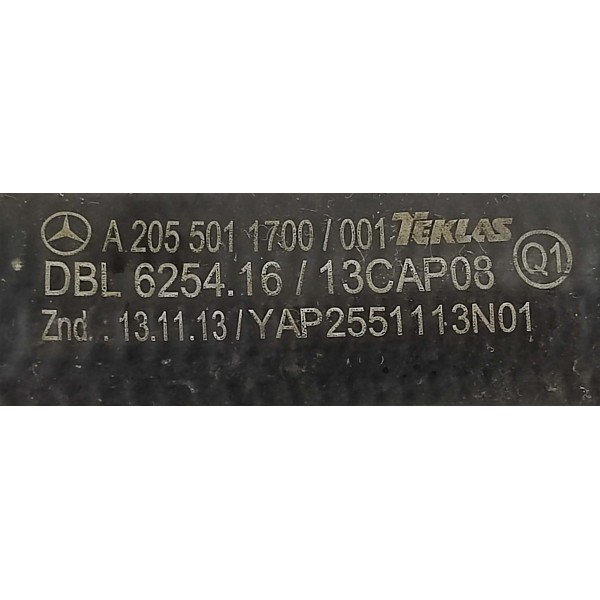 A 205 501 1700 / 001 TEKLAS
DBL 6254.16 / 13CAP08 Q1
Znd. : 13.11.13 / YAP2551113N01